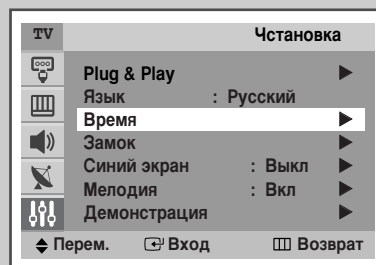 TV Чстановка
Plug & Play
Язык : Русский
Время
Замок
Синий экран : Выкл
Мелодия : Вкл
Демонстрация
Перем. Вход Возврат